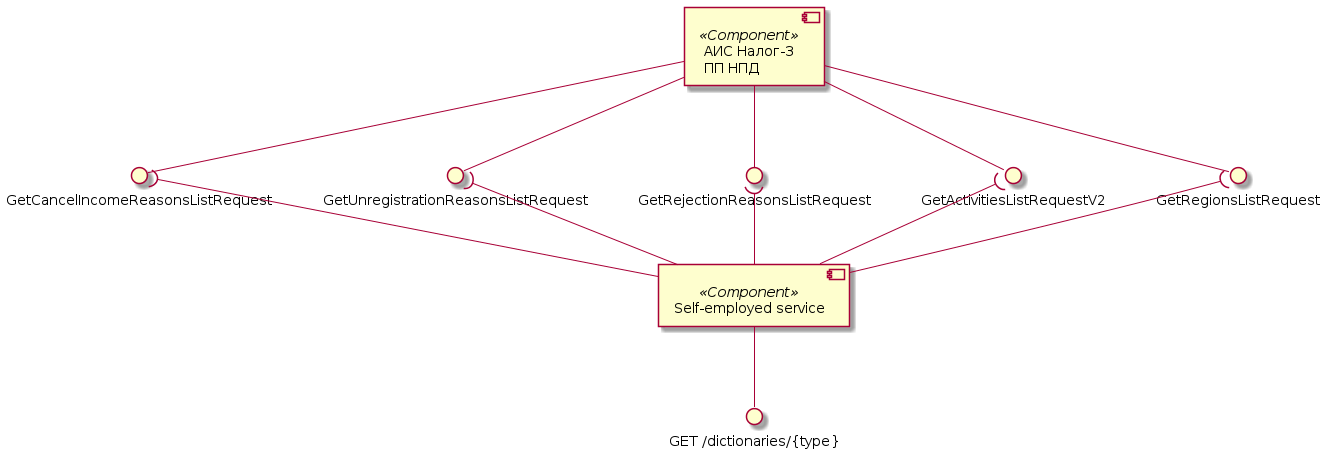 «Component»
АИС Налог-3
ПП НПД
GetCancelIncomeReasonsListRequest
GetUnregistrationReasonsListRequest
GetRejectionReasonsListRequest
GetActivitiesListRequestV2
GetRegionsListRequest
«Component»
Self-employed service
GET /dictionaries/{type}